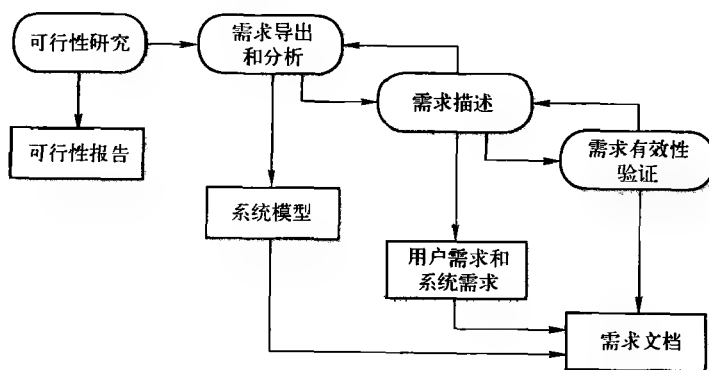 可行性研究
需求导出
和分析
需求描述
可行性报告
需求有效性
验证
系统模型
用户需求和
系统需求
需求文档